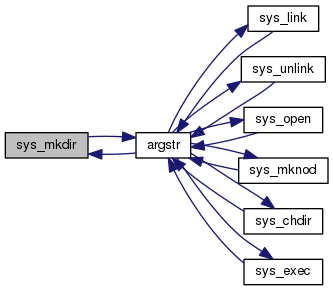 sys_link
sys_unlink
sys_open
sys_mkdir
argstr
sys_mknod
sys_chdir
sys_exec